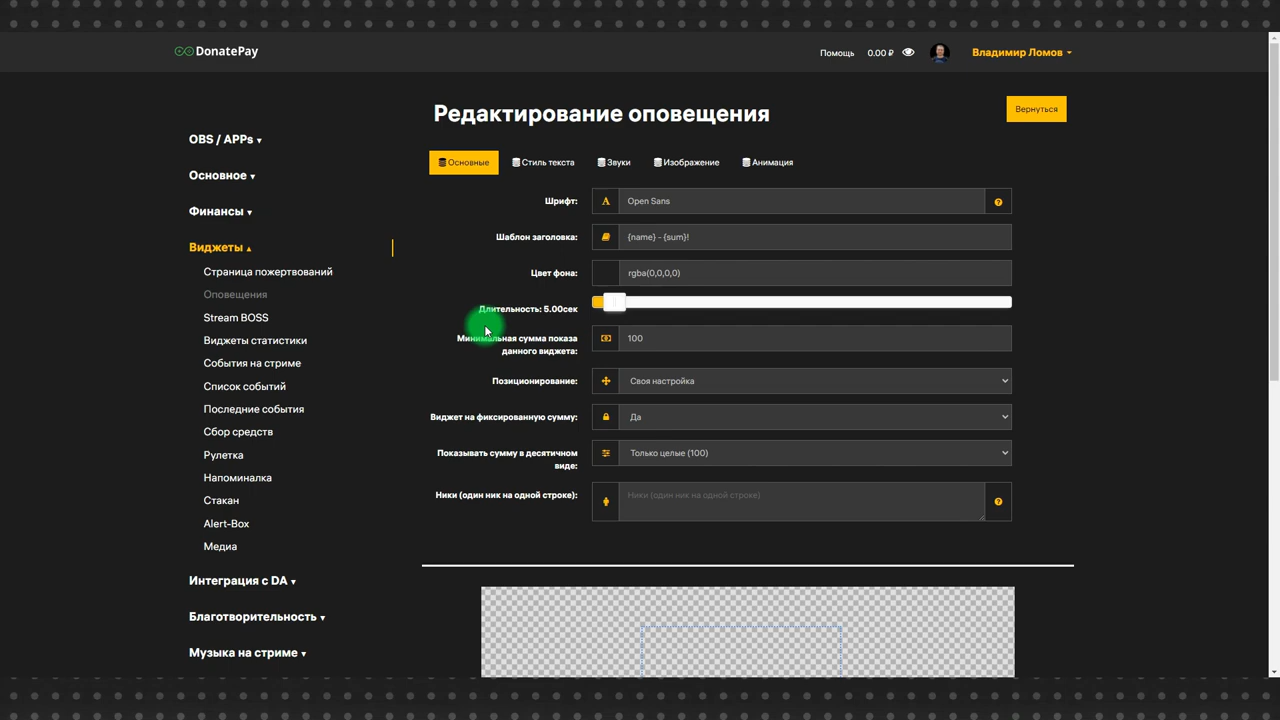 DonatePay
Помощь
0.00 ₽
Владимир Ломов
OBS / APPs
Основное
Финансы
Виджеты
Страница пожертвований
Оповещения
Stream BOSS
Виджеты статистики
События на стриме
Список событий
Последние события
Сбор средств
Рулетка
Напоминалка
Стакан
Alert-Box
Медиа
Интеграция с DA
Благотворительность
Музыка на стриме
Редактирование оповещения
Вернуться
Основные
Стиль текста
Звуки
Изображение
Анимация
Шрифт:
Open Sans
Шаблон заголовка:
{name} - {sum}!
Цвет фона:
rgba(0,0,0,0)
Длительность: 5.00сек
Минимальная сумма показа
данного виджета:
100
Позиционирование:
Своя настройка
Виджет на фиксированную сумму:
Да
Показывать сумму в десятичном
виде:
Только целые (100)
Ники (один ник на одной строке):
Ники (один ник на одной строке)